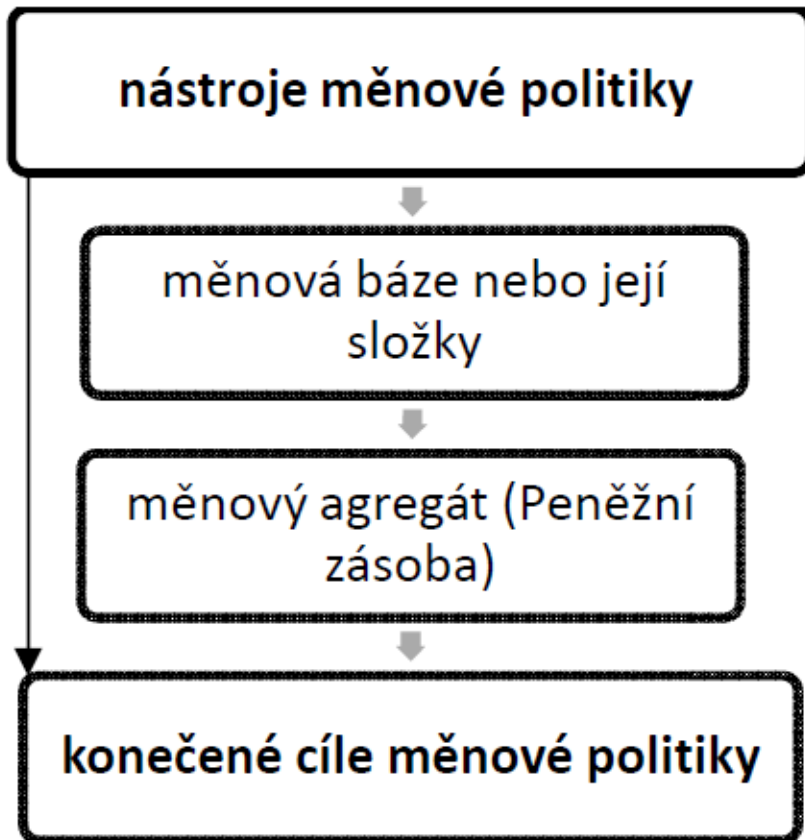 nástroje měnové politiky
měnová báze nebo její
složky
měnový agregát (Peněžní
zásoba)
konečené cíle měnové politiky